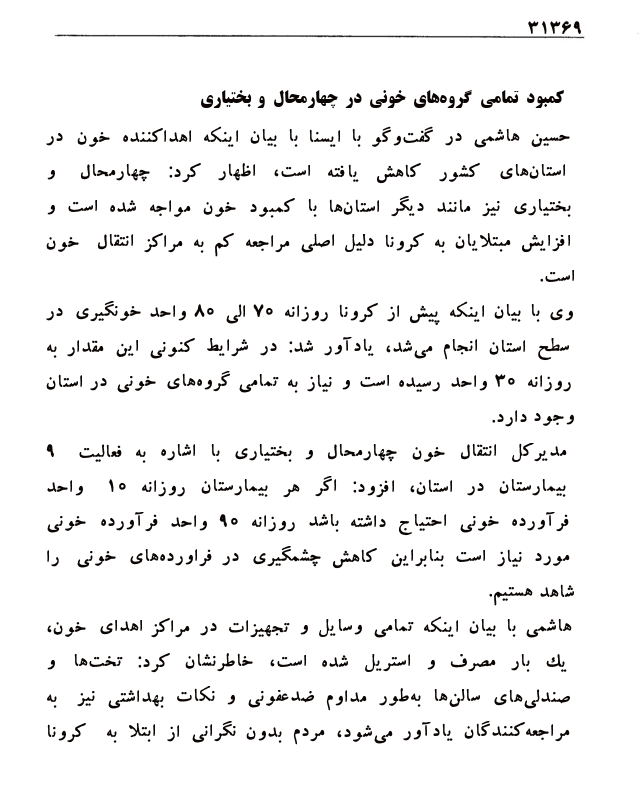 ۳۱۳۶۹
کمبود تمامی گروه‌های خونی در چهارمحال و بختیاری
حسین هاشمی در گفت‌وگو با ایسنا با بیان اینکه اهداکننده خون در
استان‌های کشور کاهش یافته است، اظهار کرد: چهارمحال و
بختیاری نیز مانند دیگر استان‌ها با کمبود خون مواجه شده است و
افزایش مبتلایان به کرونا دلیل اصلی مراجعه کم به مراکز انتقال خون
است.
وی با بیان اینکه پیش از کرونا روزانه ۷۰ الی ۸۰ واحد خونگیری در
سطح استان انجام می‌شد، یادآور شد: در شرایط کنونی این مقدار به
روزانه ۳۰ واحد رسیده است و نیاز به تمامی گروه‌های خونی در استان
وجود دارد.
مدیرکل انتقال خون چهارمحال و بختیاری با اشاره به فعالیت ۹
بیمارستان در استان، افزود: اگر هر بیمارستان روزانه ۱۰ واحد
فرآورده خونی احتیاج داشته باشد روزانه ۹۰ واحد فرآورده خونی
مورد نیاز است بنابراین کاهش چشمگیری در فراورده‌های خونی را
شاهد هستیم.
هاشمی با بیان اینکه تمامی وسایل و تجهیزات در مراکز اهدای خون،
یك بار مصرف و استریل شده است، خاطرنشان کرد: تخت‌ها و
صندلی‌های سالن‌ها به‌طور مداوم ضدعفونی و نکات بهداشتی نیز به
مراجعه‌کنندگان یادآور می‌شود، مردم بدون نگرانی از ابتلا به کرونا